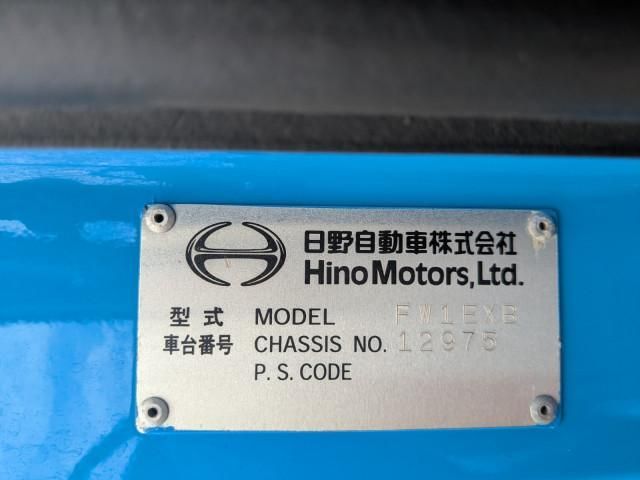 日野自動車株式会社
Hino Motors, Ltd.
型式 MODEL FW1EXB
車台番号 CHASSIS NO. 12975
P. S. CODE